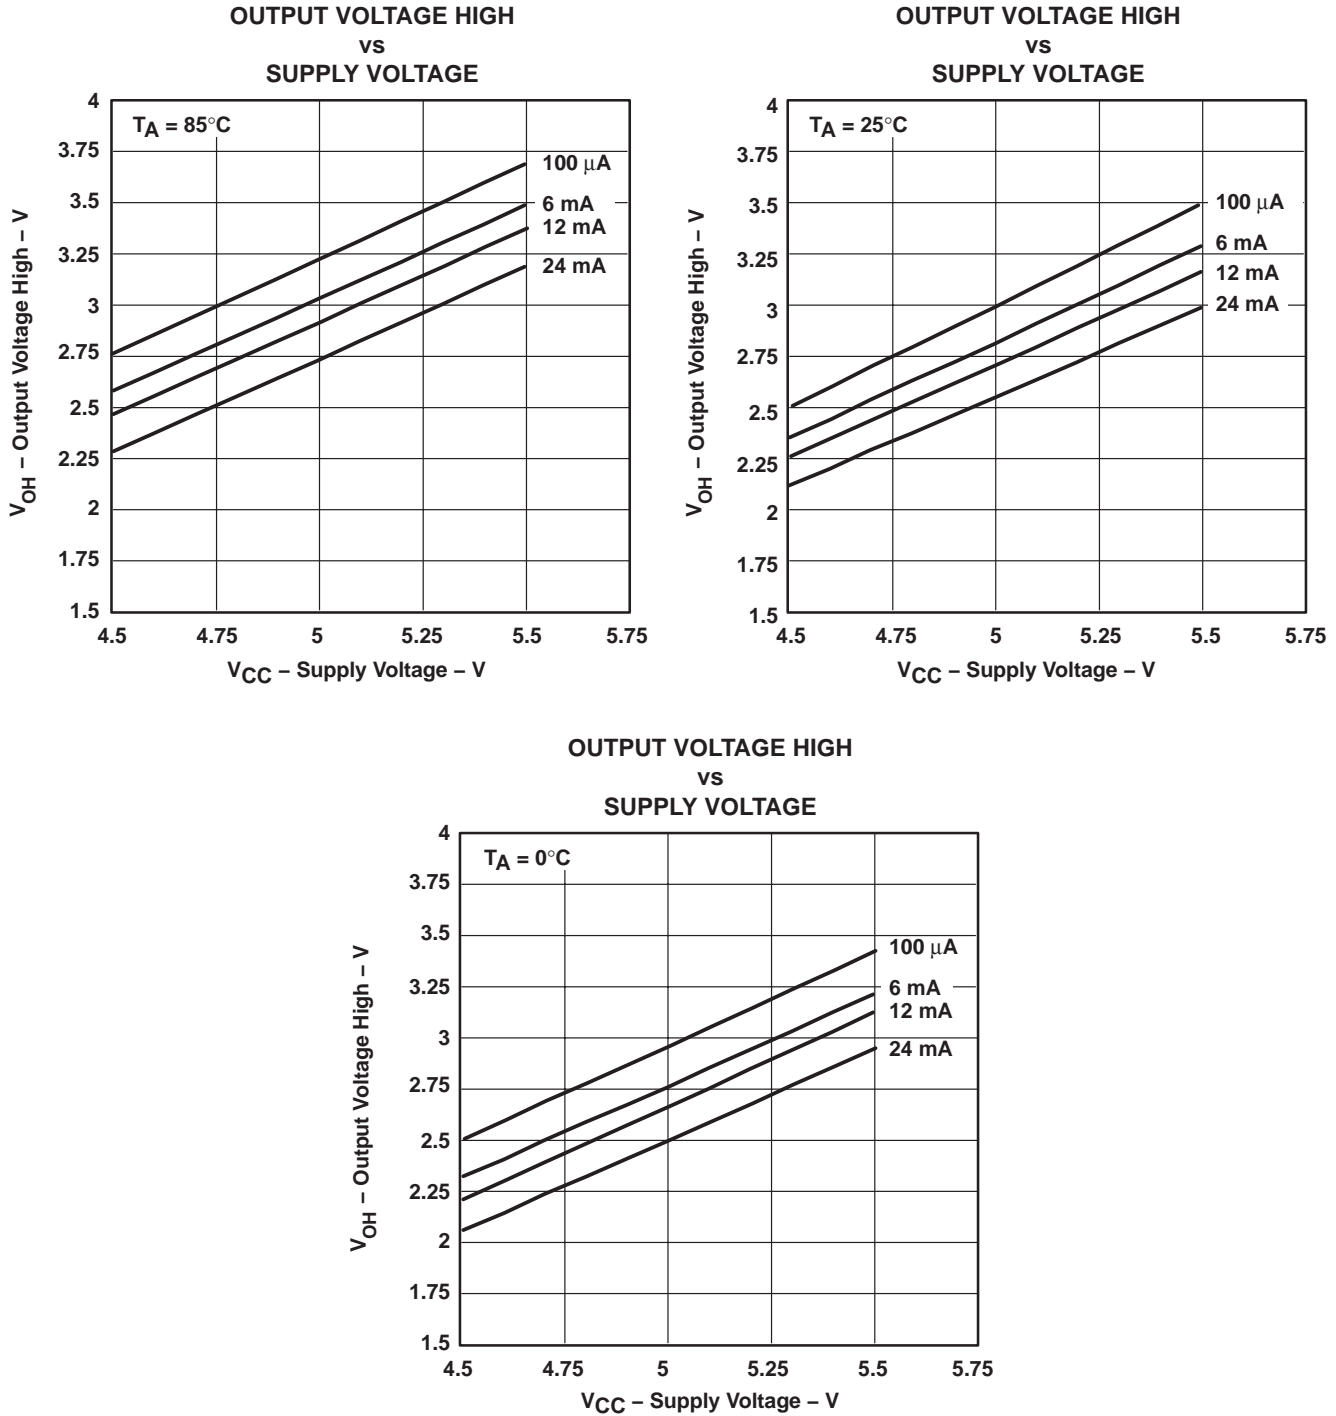 OUTPUT VOLTAGE HIGH
vs
SUPPLY VOLTAGE
4
3.75
3.5
3.25
3
2.75
2.5
2.25
2
1.75
1.5
T_A = 85°C
100 µA
6 mA
12 mA
24 mA
4.5 4.75 5 5.25 5.5 5.75
V_CC – Supply Voltage – V
V_OH – Output Voltage High – V
OUTPUT VOLTAGE HIGH
vs
SUPPLY VOLTAGE
4
3.75
3.5
3.25
3
2.75
2.5
2.25
2
1.75
1.5
T_A = 25°C
100 µA
6 mA
12 mA
24 mA
4.5 4.75 5 5.25 5.5 5.75
V_CC – Supply Voltage – V
V_OH – Output Voltage High – V
OUTPUT VOLTAGE HIGH
vs
SUPPLY VOLTAGE
4
3.75
3.5
3.25
3
2.75
2.5
2.25
2
1.75
1.5
T_A = 0°C
100 µA
6 mA
12 mA
24 mA
4.5 4.75 5 5.25 5.5 5.75
V_CC – Supply Voltage – V
V_OH – Output Voltage High – V